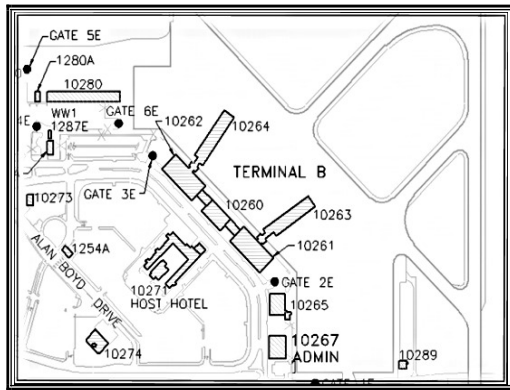 GATE 5E
1280A
10280
WW1
1287E
4E
GATE 6E
10262
10264
GATE 3E
TERMINAL B
10273
10260
10263
10261
1254A
ALAN BOYD DRIVE
10271
HOST HOTEL
GATE 2E
10265
10267
ADMIN
10274
10289